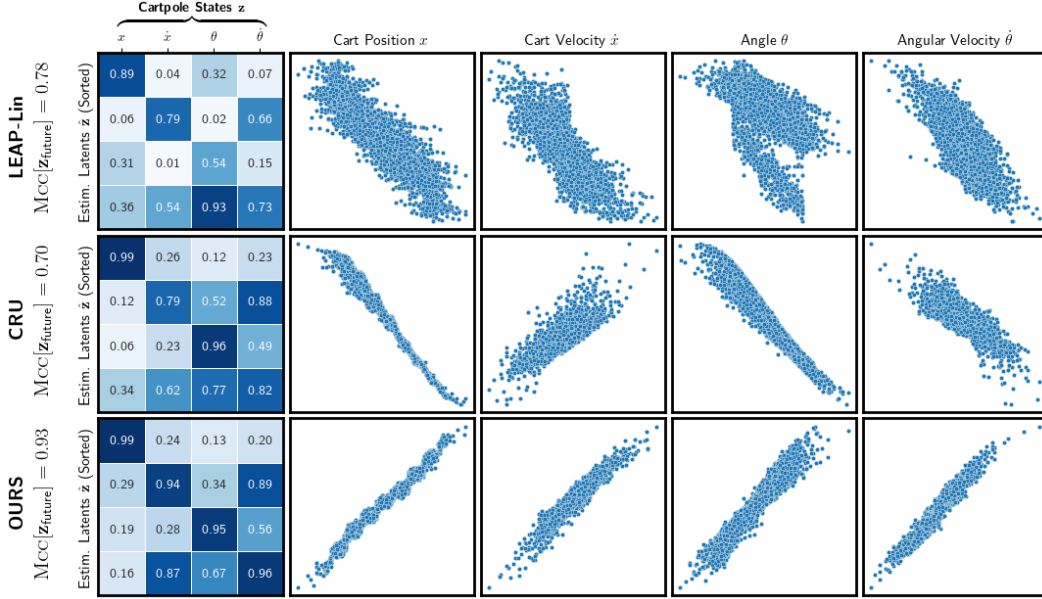 Cartpole States z
x ẋ θ θ̇
Cart Position x
Cart Velocity ẋ
Angle θ
Angular Velocity θ̇
LEAP-Lin
Mcc[z_future] = 0.78
Estim. Latents ẑ (Sorted)
0.89 0.04 0.32 0.07
0.06 0.79 0.02 0.66
0.31 0.01 0.54 0.15
0.36 0.54 0.93 0.73
CRU
Mcc[z_future] = 0.70
Estim. Latents ẑ (Sorted)
0.99 0.26 0.12 0.23
0.12 0.79 0.52 0.88
0.06 0.23 0.96 0.49
0.34 0.62 0.77 0.82
OURS
Mcc[z_future] = 0.93
Estim. Latents ẑ (Sorted)
0.99 0.24 0.13 0.20
0.29 0.94 0.34 0.89
0.19 0.28 0.95 0.56
0.16 0.87 0.67 0.96